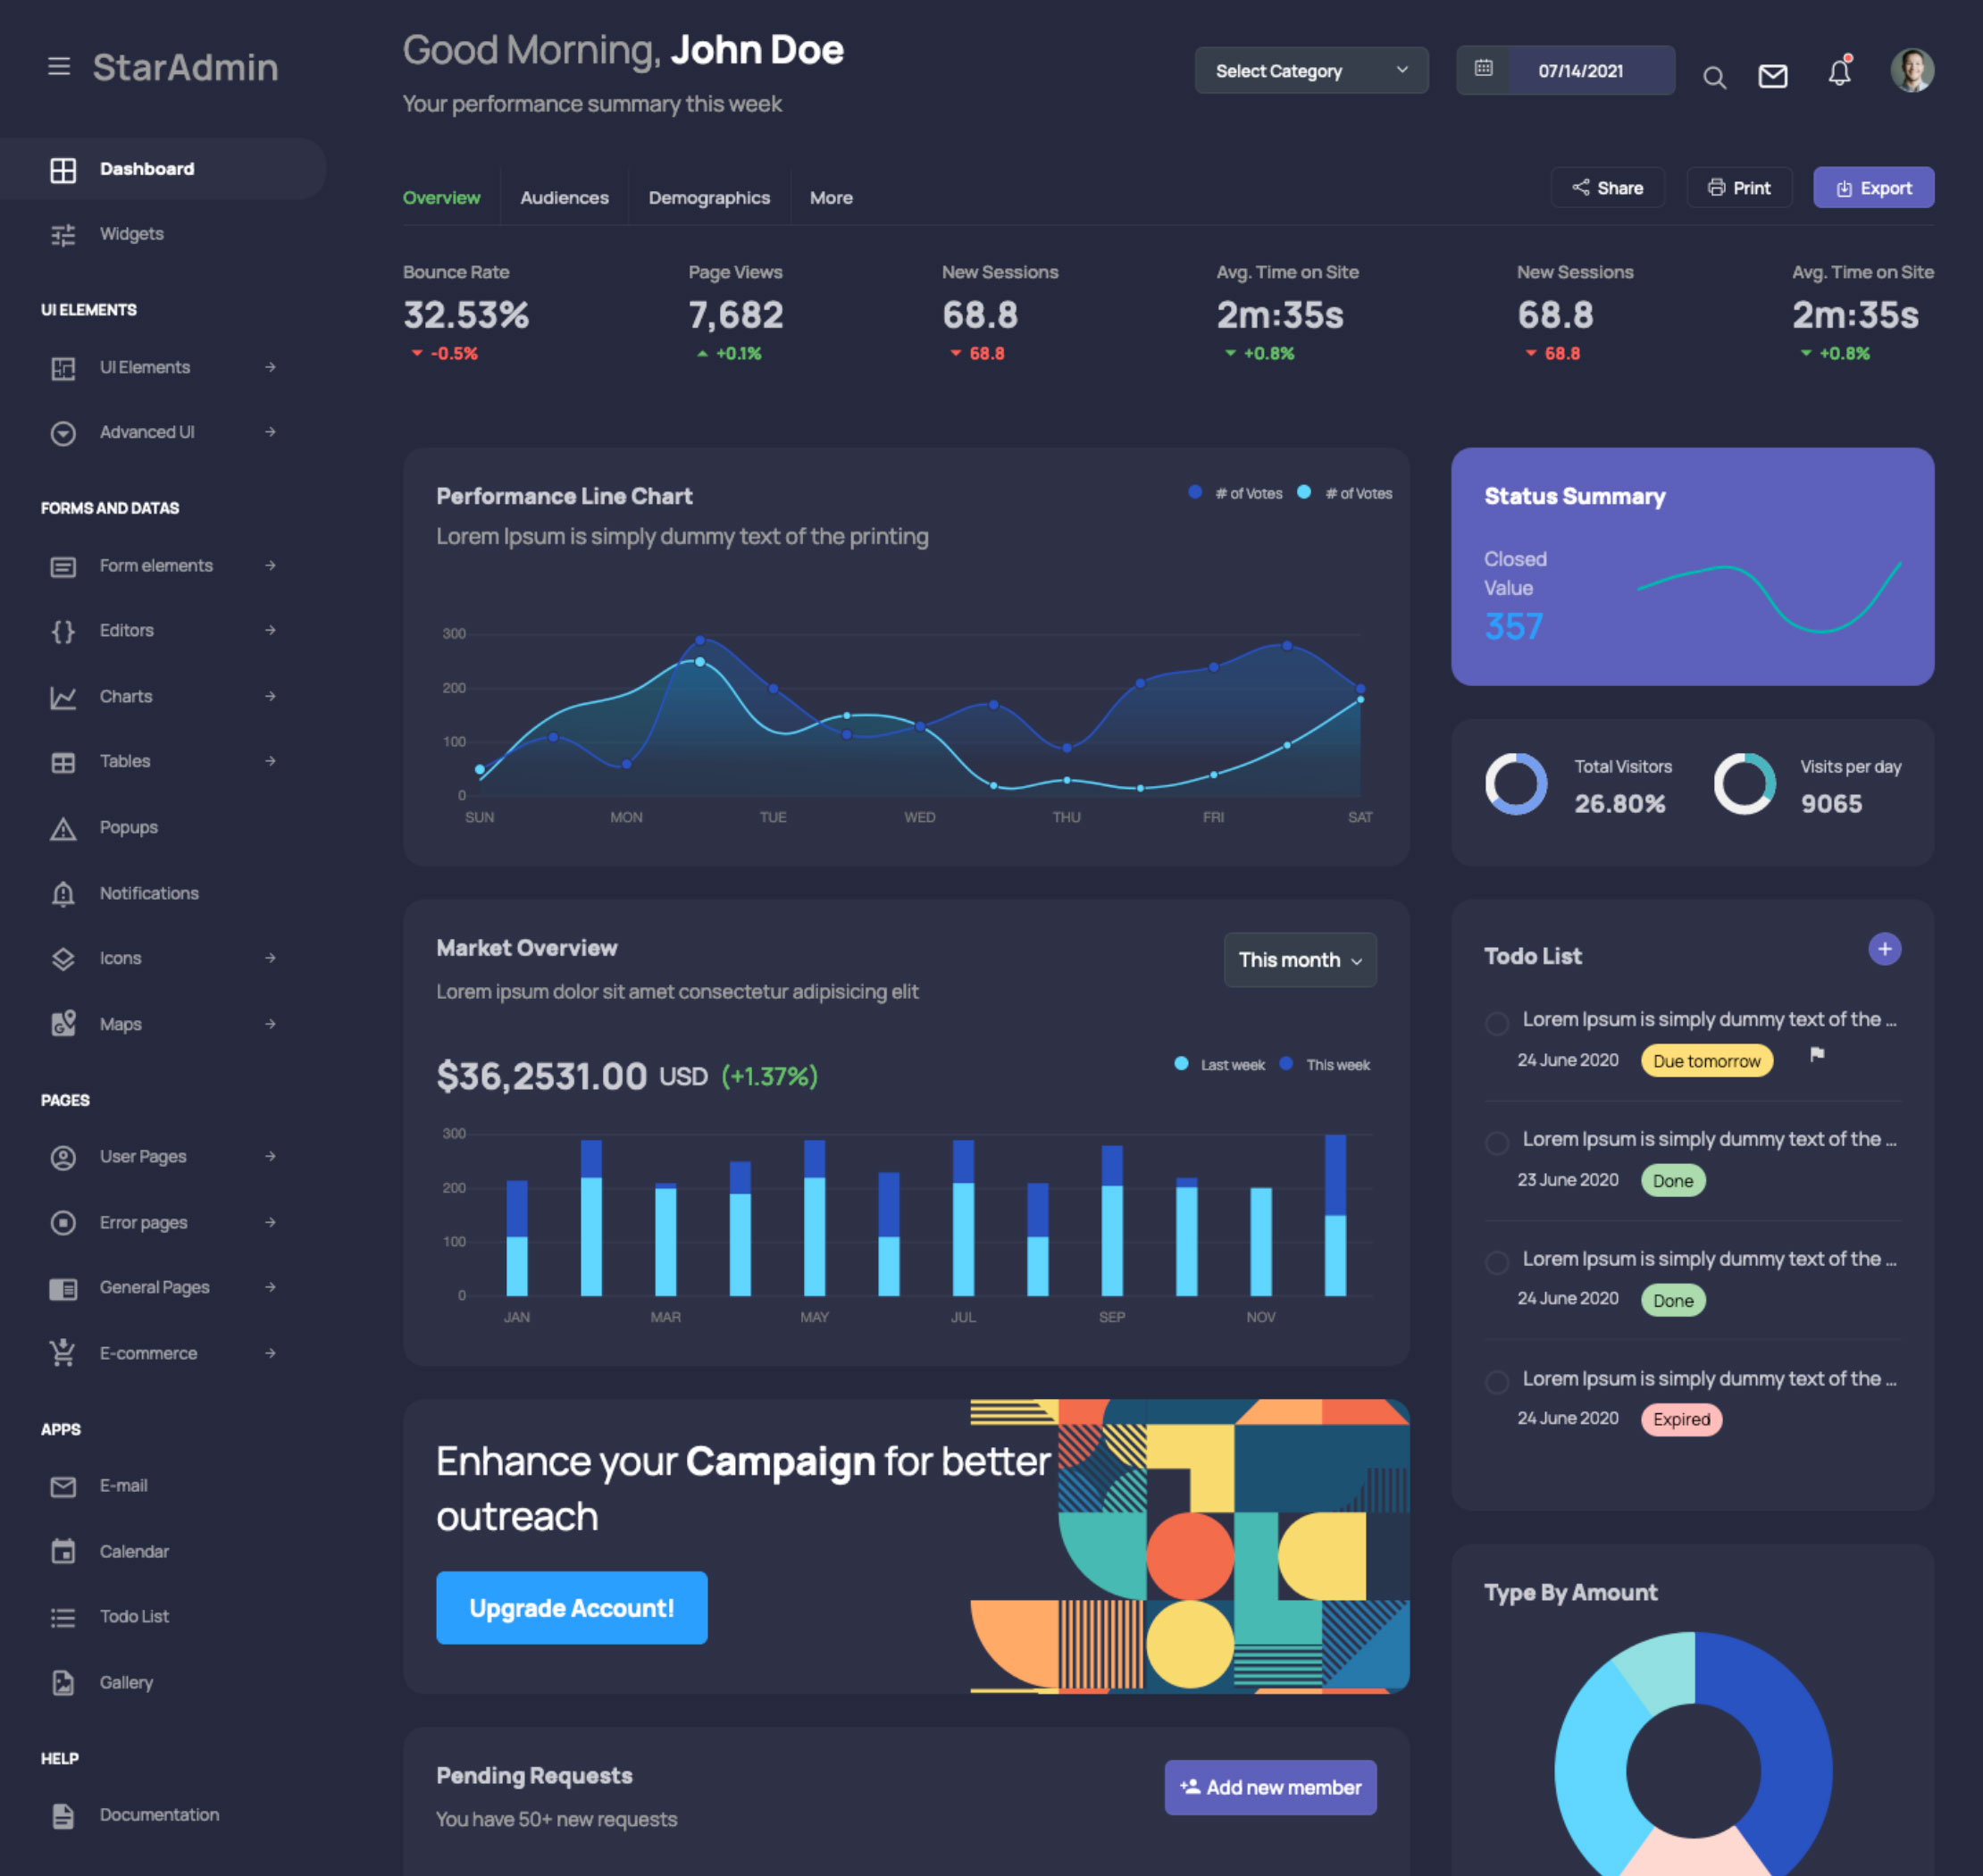 StarAdmin
Dashboard
Widgets
UI ELEMENTS
UI Elements
Advanced UI
FORMS AND DATAS
Form elements
Editors
Charts
Tables
Popups
Notifications
Icons
Maps
PAGES
User Pages
Error pages
General Pages
E-commerce
APPS
E-mail
Calendar
Todo List
Gallery
HELP
Documentation
Good Morning, John Doe
Your performance summary this week
Select Category
07/14/2021
Overview Audiences Demographics More
Share Print Export
Bounce Rate
32.53%
-0.5%
Page Views
7,682
+0.1%
New Sessions
68.8
68.8
Avg. Time on Site
2m:35s
+0.8%
New Sessions
68.8
68.8
Avg. Time on Site
2m:35s
+0.8%
Performance Line Chart
# of Votes # of Votes
Lorem Ipsum is simply dummy text of the printing
300
200
100
0
SUN MON TUE WED THU FRI SAT
Status Summary
Closed
Value
357
Total Visitors
26.80%
Visits per day
9065
Market Overview
This month
Lorem ipsum dolor sit amet consectetur adipisicing elit
$36,2531.00 USD (+1.37%)
Last week This week
300
200
100
0
JAN MAR MAY JUL SEP NOV
Todo List
+
Lorem Ipsum is simply dummy text of the ...
24 June 2020 Due tomorrow
Lorem Ipsum is simply dummy text of the ...
23 June 2020 Done
Lorem Ipsum is simply dummy text of the ...
24 June 2020 Done
Lorem Ipsum is simply dummy text of the ...
24 June 2020 Expired
Enhance your Campaign for better
outreach
Upgrade Account!
Type By Amount
Pending Requests
Add new member
You have 50+ new requests